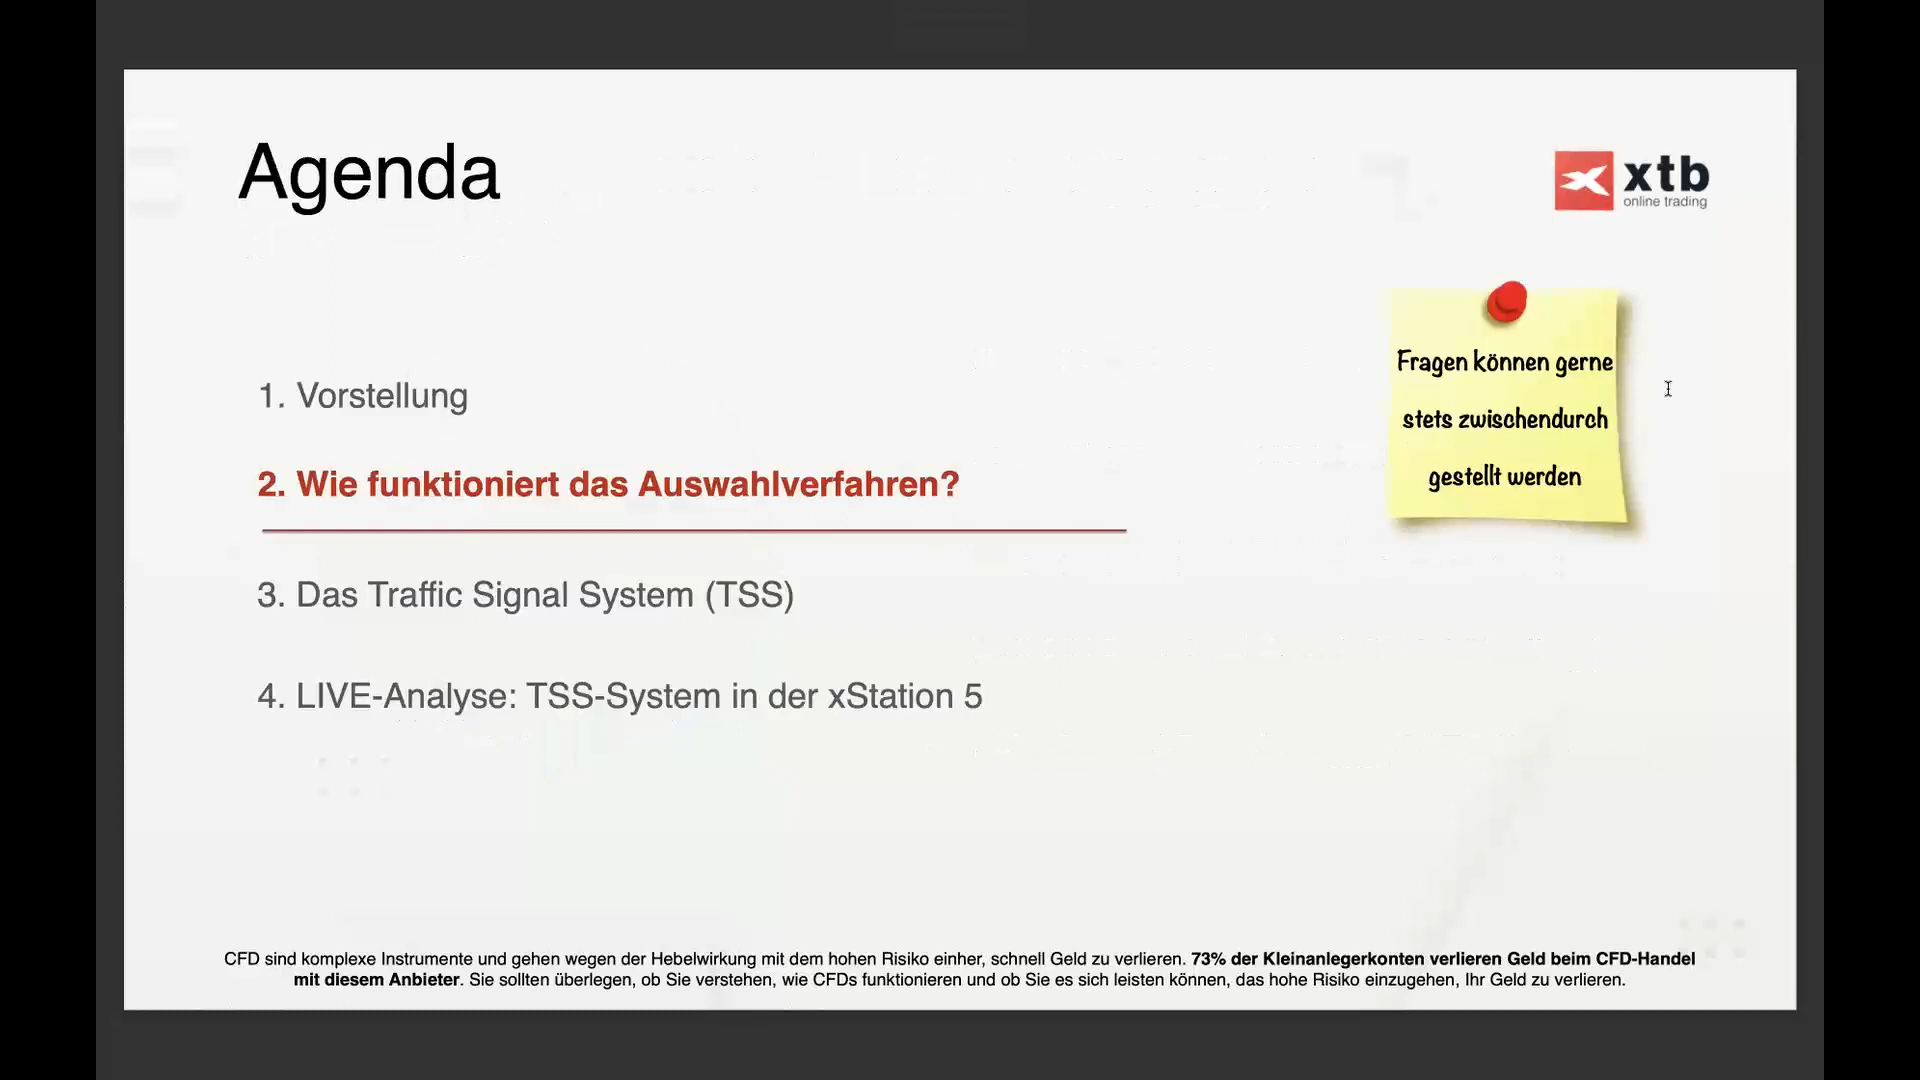 Agenda
xtb
online trading
Fragen können gerne
stets zwischendurch
gestellt werden
1. Vorstellung
2. Wie funktioniert das Auswahlverfahren?
3. Das Traffic Signal System (TSS)
4. LIVE-Analyse: TSS-System in der xStation 5
CFD sind komplexe Instrumente und gehen wegen der Hebelwirkung mit dem hohen Risiko einher, schnell Geld zu verlieren. 73% der Kleinanlegerkonten verlieren Geld beim CFD-Handel
mit diesem Anbieter. Sie sollten überlegen, ob Sie verstehen, wie CFDs funktionieren und ob Sie es sich leisten können, das hohe Risiko einzugehen, Ihr Geld zu verlieren.